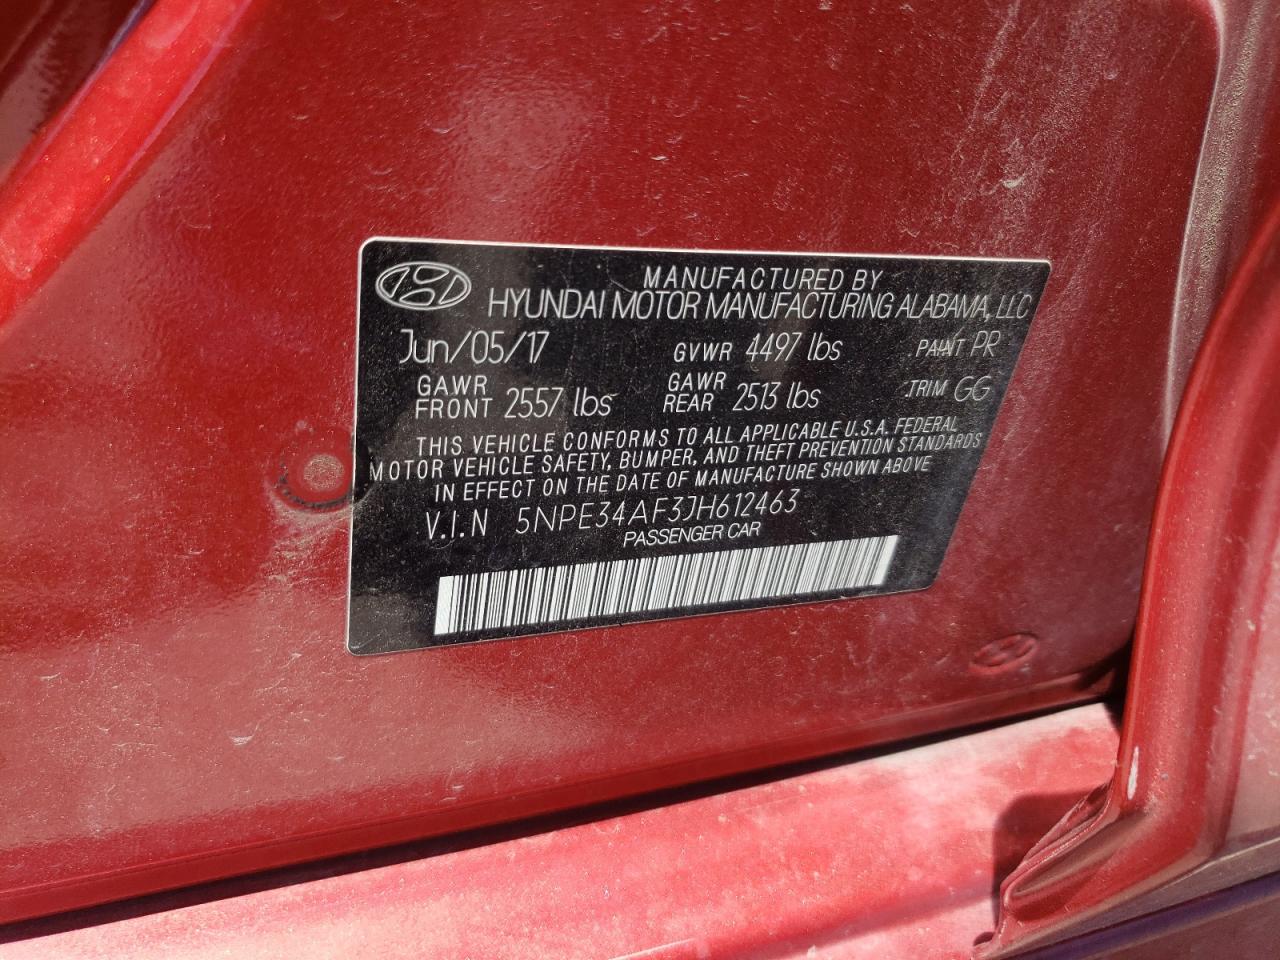 MANUFACTURED BY
HYUNDAI MOTOR MANUFACTURING ALABAMA, LLC
Jun/05/17 GVWR 4497 lbs PAINT PR
GAWR FRONT 2557 lbs GAWR REAR 2513 lbs TRIM GG
THIS VEHICLE CONFORMS TO ALL APPLICABLE U.S.A. FEDERAL
MOTOR VEHICLE SAFETY, BUMPER, AND THEFT PREVENTION STANDARDS
IN EFFECT ON THE DATE OF MANUFACTURE SHOWN ABOVE
V.I.N 5NPE34AF3JH612463
PASSENGER CAR